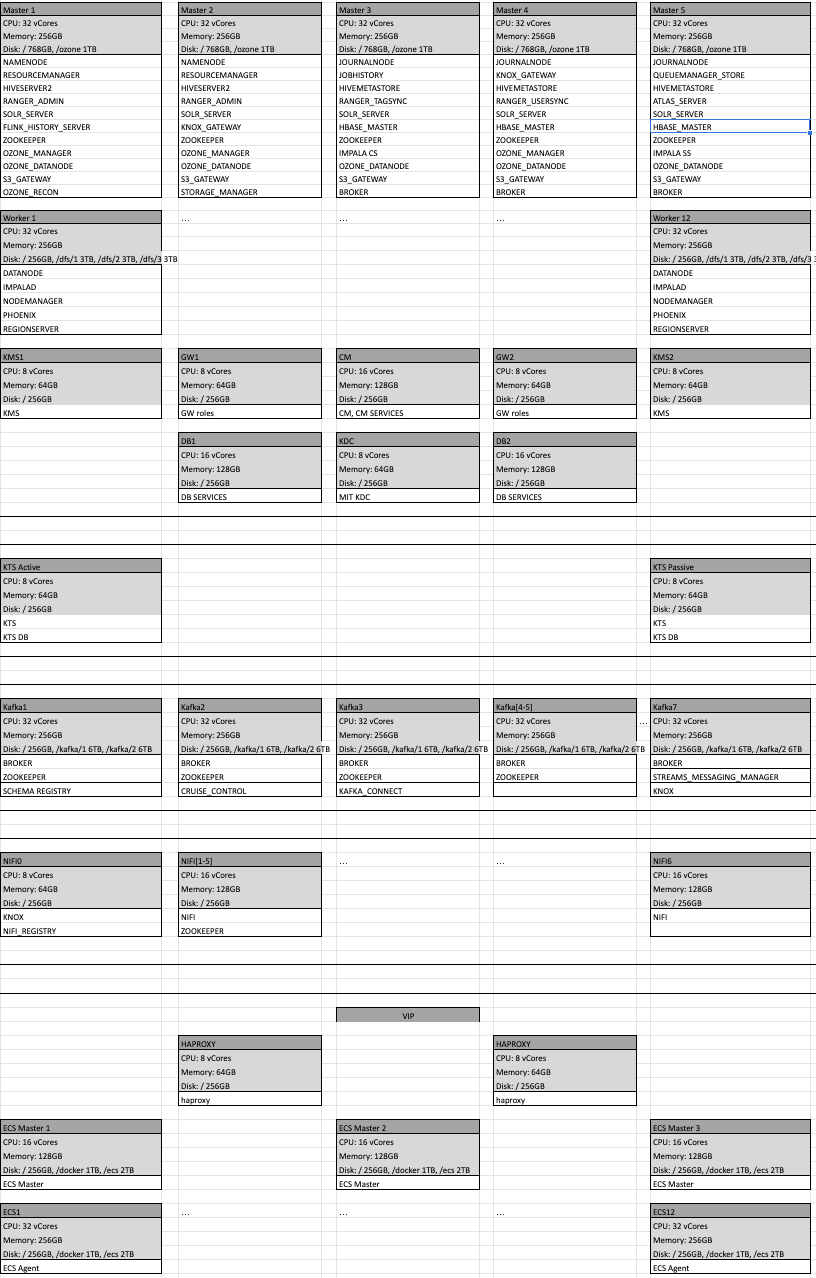 Master 1
CPU: 32 vCores
Memory: 256GB
Disk: / 768GB, /ozone 1TB
NAMENODE
RESOURCEMANAGER
HIVESERVER2
RANGER_ADMIN
SOLR_SERVER
FLINK_HISTORY_SERVER
ZOOKEEPER
OZONE_MANAGER
OZONE_DATANODE
S3_GATEWAY
OZONE_RECON
Master 2
CPU: 32 vCores
Memory: 256GB
Disk: / 768GB, /ozone 1TB
NAMENODE
RESOURCEMANAGER
HIVESERVER2
RANGER_ADMIN
SOLR_SERVER
KNOX_GATEWAY
ZOOKEEPER
OZONE_MANAGER
OZONE_DATANODE
S3_GATEWAY
STORAGE_MANAGER
Master 3
CPU: 32 vCores
Memory: 256GB
Disk: / 768GB, /ozone 1TB
JOURNALNODE
JOBHISTORY
HIVEMETASTORE
RANGER_TAGSYNC
SOLR_SERVER
HBASE_MASTER
ZOOKEEPER
IMPALA CS
OZONE_DATANODE
S3_GATEWAY
BROKER
Master 4
CPU: 32 vCores
Memory: 256GB
Disk: / 768GB, /ozone 1TB
JOURNALNODE
KNOX_GATEWAY
HIVEMETASTORE
RANGER_USERSYNC
SOLR_SERVER
HBASE_MASTER
ZOOKEEPER
OZONE_MANAGER
OZONE_DATANODE
S3_GATEWAY
BROKER
Master 5
CPU: 32 vCores
Memory: 256GB
Disk: / 768GB, /ozone 1TB
JOURNALNODE
QUEUEMANAGER_STORE
HIVEMETASTORE
ATLAS_SERVER
SOLR_SERVER
HBASE_MASTER
ZOOKEEPER
IMPALA SS
OZONE_DATANODE
S3_GATEWAY
BROKER
Worker 1
CPU: 32 vCores
Memory: 256GB
Disk: / 256GB, /dfs/1 3TB, /dfs/2 3TB, /dfs/3 3TB
DATANODE
IMPALAD
NODEMANAGER
PHOENIX
REGIONSERVER
...
...
...
Worker 12
CPU: 32 vCores
Memory: 256GB
Disk: / 256GB, /dfs/1 3TB, /dfs/2 3TB, /dfs/3 3
DATANODE
IMPALAD
NODEMANAGER
PHOENIX
REGIONSERVER
KMS1
CPU: 8 vCores
Memory: 64GB
Disk: / 256GB
KMS
GW1
CPU: 8 vCores
Memory: 64GB
Disk: / 256GB
GW roles
CM
CPU: 16 vCores
Memory: 128GB
Disk: / 256GB
CM, CM SERVICES
GW2
CPU: 8 vCores
Memory: 64GB
Disk: / 256GB
GW roles
KMS2
CPU: 8 vCores
Memory: 64GB
Disk: / 256GB
KMS
DB1
CPU: 16 vCores
Memory: 128GB
Disk: / 256GB
DB SERVICES
KDC
CPU: 8 vCores
Memory: 64GB
Disk: / 256GB
MIT KDC
DB2
CPU: 16 vCores
Memory: 128GB
Disk: / 256GB
DB SERVICES
KTS Active
CPU: 8 vCores
Memory: 64GB
Disk: / 256GB
KTS
KTS DB
KTS Passive
CPU: 8 vCores
Memory: 64GB
Disk: / 256GB
KTS
KTS DB
Kafka1
CPU: 32 vCores
Memory: 256GB
Disk: / 256GB, /kafka/1 6TB, /kafka/2 6TB
BROKER
ZOOKEEPER
SCHEMA REGISTRY
Kafka2
CPU: 32 vCores
Memory: 256GB
Disk: / 256GB, /kafka/1 6TB, /kafka/2 6TB
BROKER
ZOOKEEPER
CRUISE_CONTROL
Kafka3
CPU: 32 vCores
Memory: 256GB
Disk: / 256GB, /kafka/1 6TB, /kafka/2 6TB
BROKER
ZOOKEEPER
KAFKA_CONNECT
Kafka[4-5]
CPU: 32 vCores
Memory: 256GB
Disk: / 256GB, /kafka/1 6TB, /kafka/2 6TB
BROKER
ZOOKEEPER
...
Kafka7
CPU: 32 vCores
Memory: 256GB
Disk: / 256GB, /kafka/1 6TB, /kafka/2 6TB
BROKER
STREAMS_MESSAGING_MANAGER
KNOX
NIFI0
CPU: 8 vCores
Memory: 64GB
Disk: / 256GB
KNOX
NIFI_REGISTRY
NIFI[1-5]
CPU: 16 vCores
Memory: 128GB
Disk: / 256GB
NIFI
ZOOKEEPER
...
...
NIFI6
CPU: 16 vCores
Memory: 128GB
Disk: / 256GB
NIFI
VIP
HAPROXY
CPU: 8 vCores
Memory: 64GB
Disk: / 256GB
haproxy
HAPROXY
CPU: 8 vCores
Memory: 64GB
Disk: / 256GB
haproxy
ECS Master 1
CPU: 16 vCores
Memory: 128GB
Disk: / 256GB, /docker 1TB, /ecs 2TB
ECS Master
ECS Master 2
CPU: 16 vCores
Memory: 128GB
Disk: / 256GB, /docker 1TB, /ecs 2TB
ECS Master
ECS Master 3
CPU: 16 vCores
Memory: 128GB
Disk: / 256GB, /docker 1TB, /ecs 2TB
ECS Master
ECS1
CPU: 32 vCores
Memory: 256GB
Disk: / 256GB, /docker 1TB, /ecs 2TB
ECS Agent
...
...
...
ECS12
CPU: 32 vCores
Memory: 256GB
Disk: / 256GB, /docker 1TB, /ecs 2TB
ECS Agent